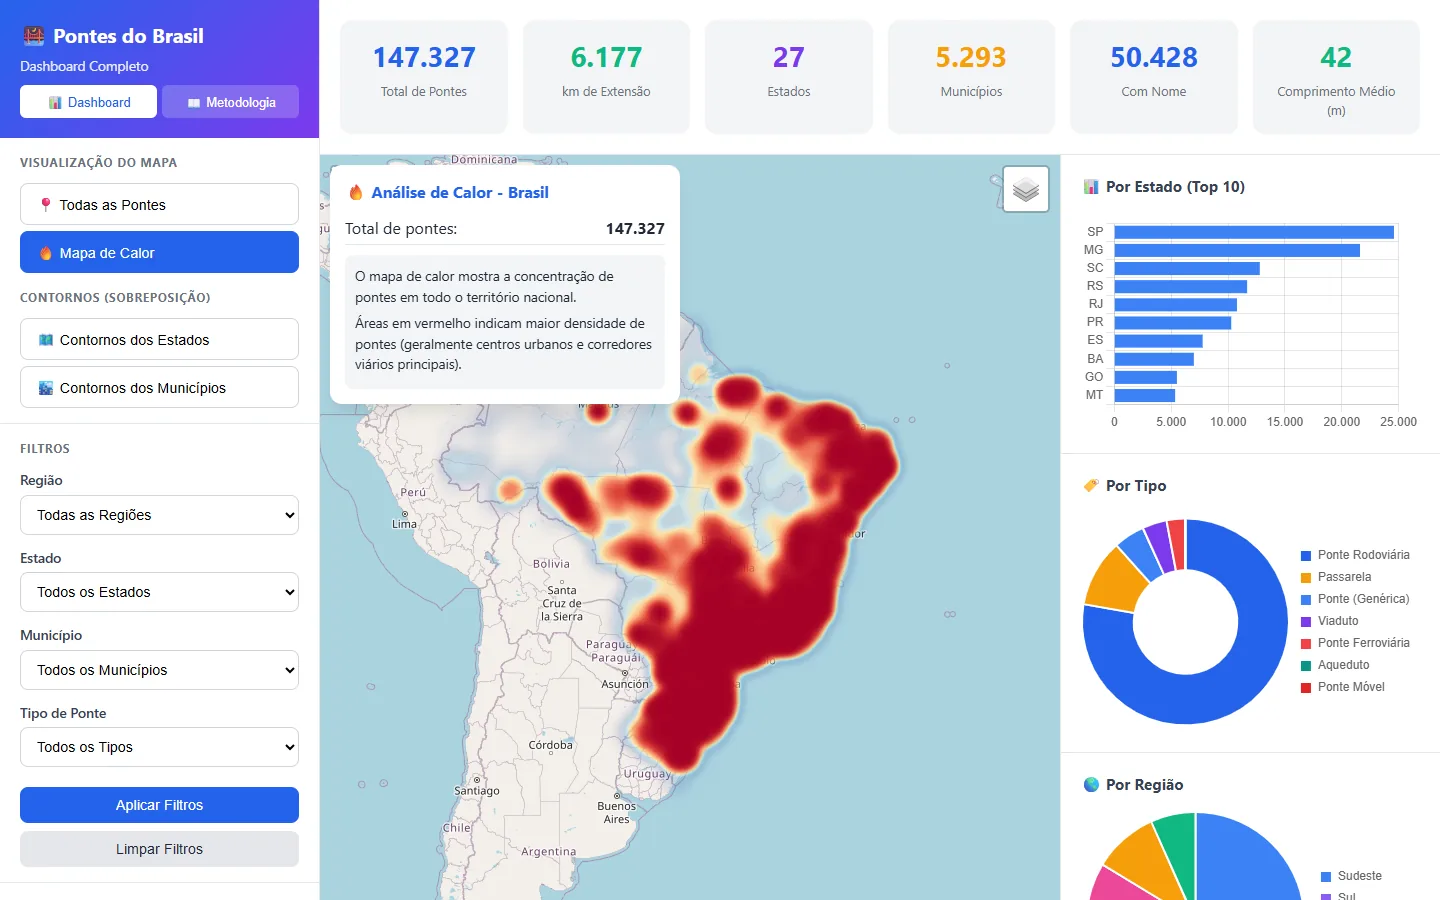 Pontes do Brasil
Dashboard Completo
Dashboard
Metodologia
VISUALIZAÇÃO DO MAPA
Todas as Pontes
Mapa de Calor
CONTORNOS (SOBREPOSIÇÃO)
Contornos dos Estados
Contornos dos Municípios
FILTROS
Região
Todas as Regiões
Estado
Todos os Estados
Município
Todos os Municípios
Tipo de Ponte
Todos os Tipos
Aplicar Filtros
Limpar Filtros
147.327
Total de Pontes
6.177
km de Extensão
27
Estados
5.293
Municípios
50.428
Com Nome
42
Comprimento Médio
(m)
Dominicana
Análise de Calor - Brasil
Total de pontes:
147.327
O mapa de calor mostra a concentração de
pontes em todo o território nacional.
Áreas em vermelho indicam maior densidade de
pontes (geralmente centros urbanos e corredores
viários principais).
Perú
Lima
Bolivia
Santa
Cruz de
la Sierra
Paraguái
Asunción
Córdoba
Uruguay
Santiago
Buenos
Aires
Chile
Argentina
Por Estado (Top 10)
SP
MG
SC
RS
RJ
PR
ES
BA
GO
MT
0
5.000
10.000
15.000
20.000
25.000
Por Tipo
Ponte Rodoviária
Passarela
Ponte (Genérica)
Viaduto
Ponte Ferroviária
Aqueduto
Ponte Móvel
Por Região
Sudeste
Sul